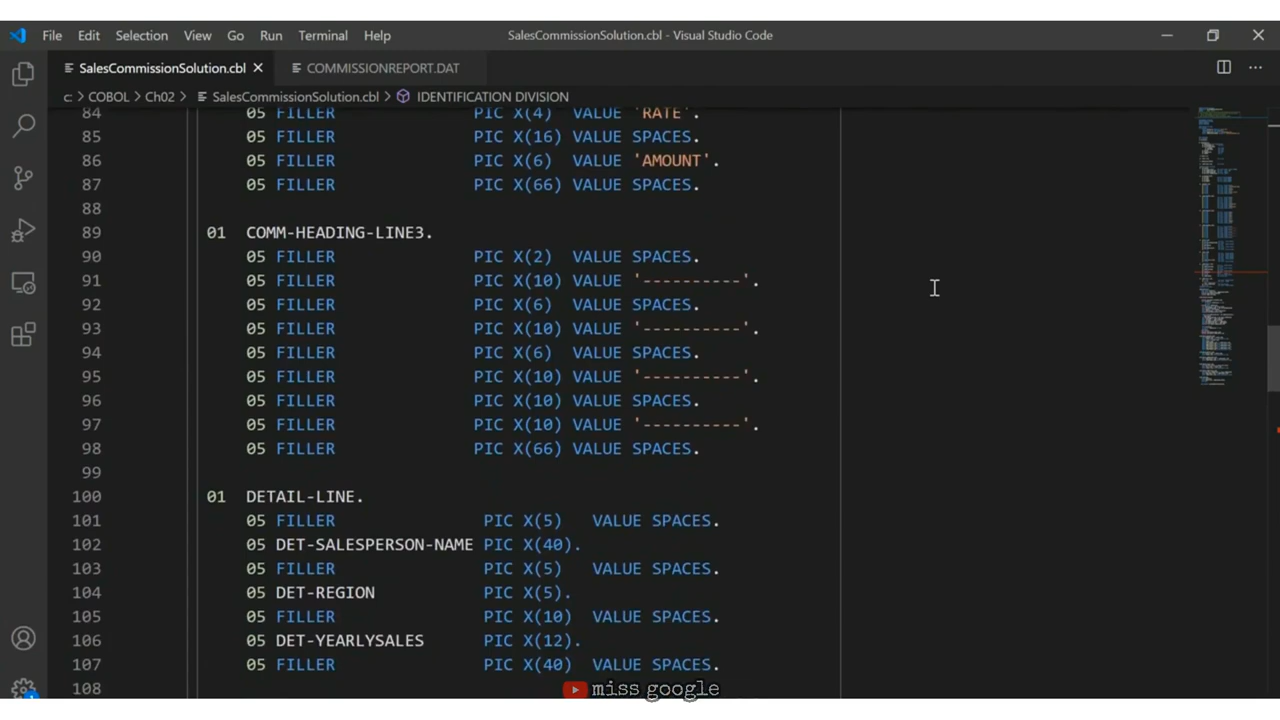 File Edit Selection View Go Run Terminal Help SalesCommissionSolution.cbl - Visual Studio Code
SalesCommissionSolution.cbl COMMISSIONREPORT.DAT
c: > COBOL > Ch02 > SalesCommissionSolution.cbl > IDENTIFICATION DIVISION
84 05 FILLER PIC X(4) VALUE 'RATE'.
85 05 FILLER PIC X(16) VALUE SPACES.
86 05 FILLER PIC X(6) VALUE 'AMOUNT'.
87 05 FILLER PIC X(66) VALUE SPACES.
88
89 01 COMM-HEADING-LINE3.
90 05 FILLER PIC X(2) VALUE SPACES.
91 05 FILLER PIC X(10) VALUE '----------'.
92 05 FILLER PIC X(6) VALUE SPACES.
93 05 FILLER PIC X(10) VALUE '----------'.
94 05 FILLER PIC X(6) VALUE SPACES.
95 05 FILLER PIC X(10) VALUE '----------'.
96 05 FILLER PIC X(10) VALUE SPACES.
97 05 FILLER PIC X(10) VALUE '----------'.
98 05 FILLER PIC X(66) VALUE SPACES.
99
100 01 DETAIL-LINE.
101 05 FILLER PIC X(5) VALUE SPACES.
102 05 DET-SALESPERSON-NAME PIC X(40).
103 05 FILLER PIC X(5) VALUE SPACES.
104 05 DET-REGION PIC X(5).
105 05 FILLER PIC X(10) VALUE SPACES.
106 05 DET-YEARLYSALES PIC X(12).
107 05 FILLER PIC X(40) VALUE SPACES.
108
miss google